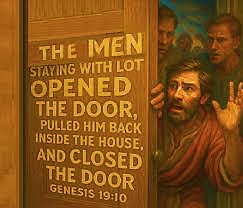 THE MEN
STAYING WITH LOT
OPENED
THE DOOR,
PULLED HIM BACK
INSIDE THE HOUSE,
AND CLOSED
THE DOOR
GENESIS 19:10